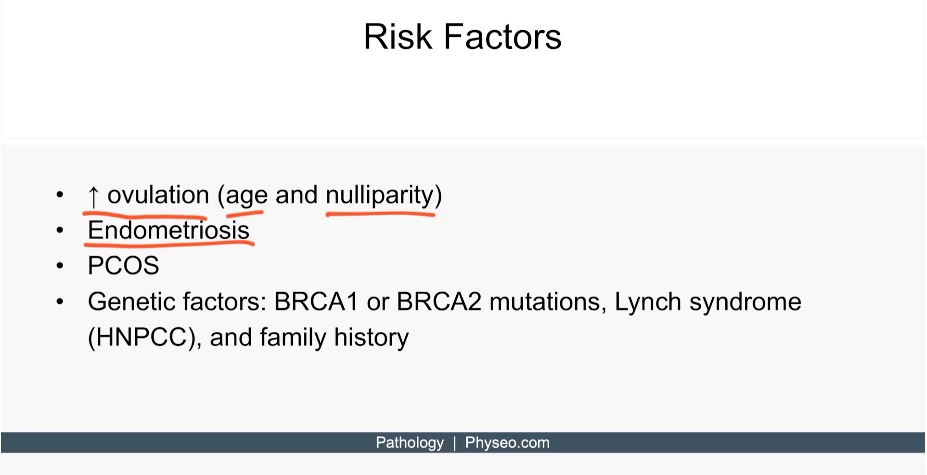 Risk Factors
• ↑ ovulation (age and nulliparity)
• Endometriosis
• PCOS
• Genetic factors: BRCA1 or BRCA2 mutations, Lynch syndrome
(HNPCC), and family history
Pathology | Physeo.com